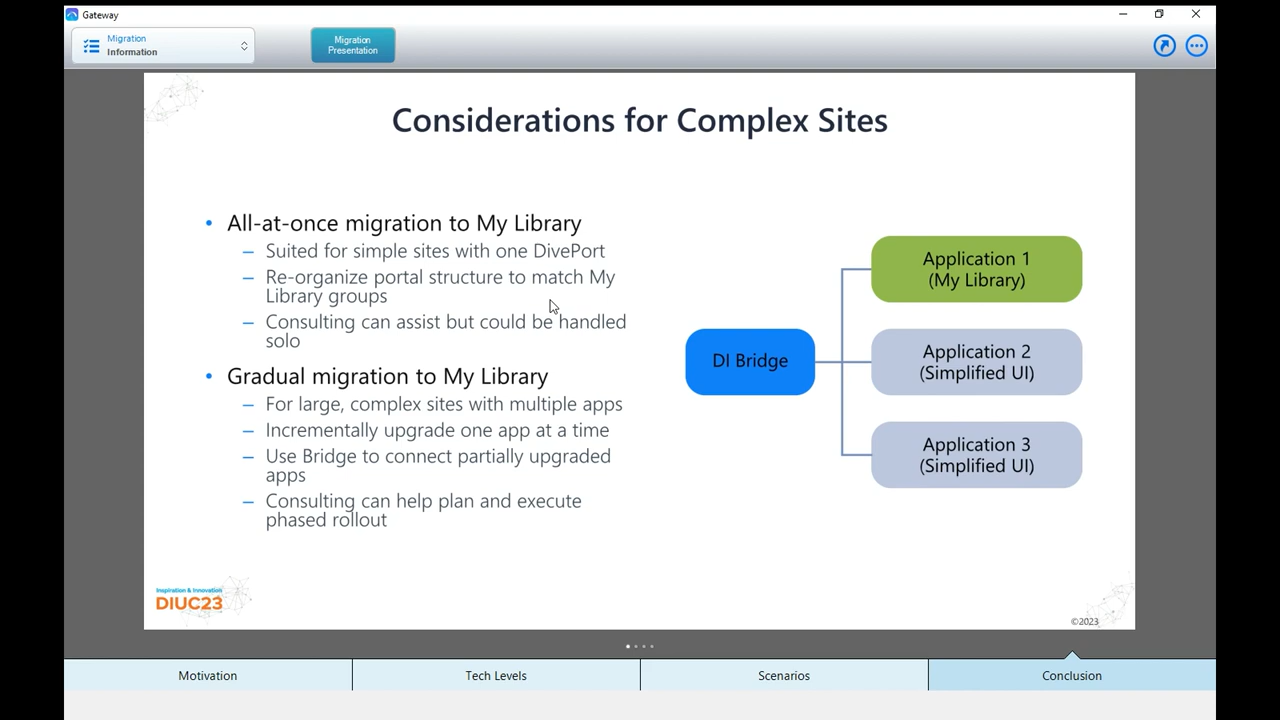 Gateway
Migration
Information
Migration
Presentation
Considerations for Complex Sites
• All-at-once migration to My Library
– Suited for simple sites with one DivePort
– Re-organize portal structure to match My
Library groups
– Consulting can assist but could be handled
solo
• Gradual migration to My Library
– For large, complex sites with multiple apps
– Incrementally upgrade one app at a time
– Use Bridge to connect partially upgraded
apps
– Consulting can help plan and execute
phased rollout
DI Bridge
Application 1
(My Library)
Application 2
(Simplified UI)
Application 3
(Simplified UI)
Inspiration & Innovation
DIUC23
©2023
Motivation
Tech Levels
Scenarios
Conclusion